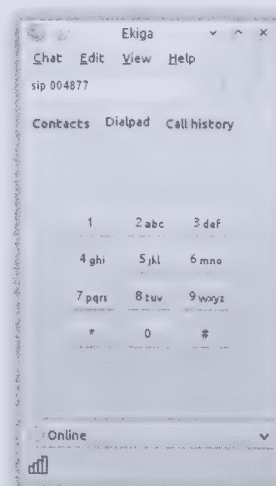 Ekiga
Chat Edit View Help
sip 004877
Contacts Dialpad Call history
1 2 abc 3 def
4 ghi 5 jkl 6 mno
7 pqrs 8 tuv 9 wxyz
* 0 #
Online